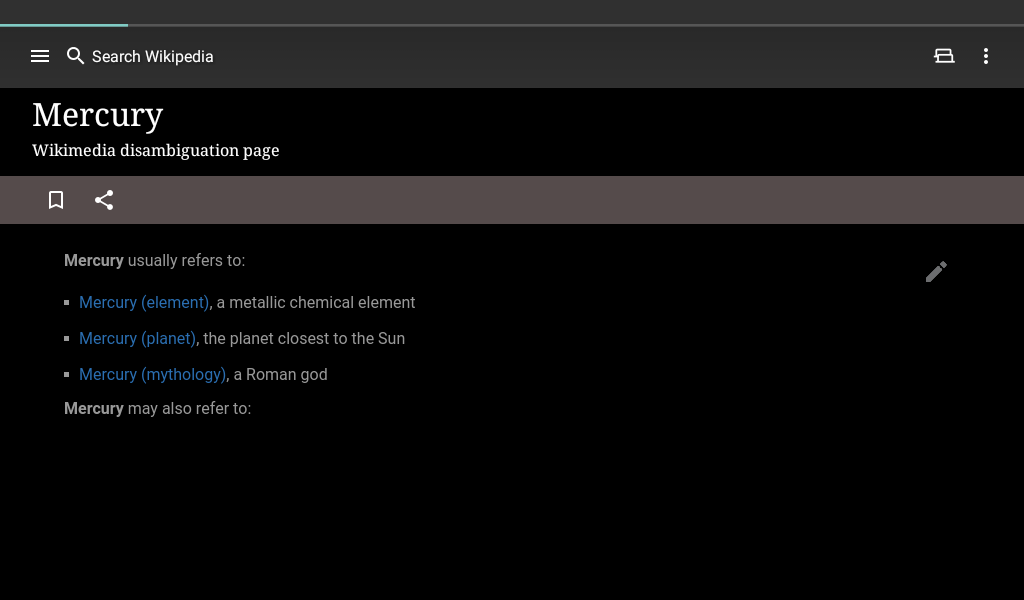 Search Wikipedia
Mercury
Wikimedia disambiguation page
Mercury usually refers to:
Mercury (element), a metallic chemical element
Mercury (planet), the planet closest to the Sun
Mercury (mythology), a Roman god
Mercury may also refer to: